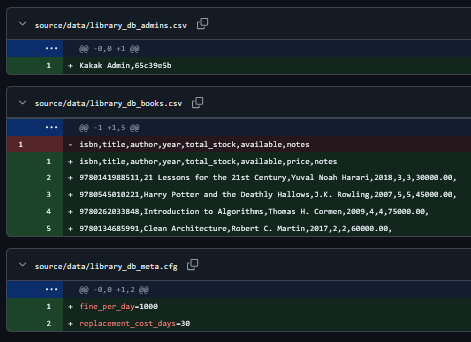 source/data/library_db_admins.csv
... @@ -0,0 +1 @@
1 + Kakak Admin,65c39e5b
source/data/library_db_books.csv
... @@ -1 +1,5 @@
1 - isbn,title,author,year,total_stock,available,notes
1 + isbn,title,author,year,total_stock,available,price,notes
2 + 9780141988511,21 Lessons for the 21st Century,Yuval Noah Harari,2018,3,3,30000.00,
3 + 9780545010221,Harry Potter and the Deathly Hallows,J.K. Rowling,2007,5,5,45000.00,
4 + 9780262033848,Introduction to Algorithms,Thomas H. Cormen,2009,4,4,75000.00,
5 + 9780134685991,Clean Architecture,Robert C. Martin,2017,2,2,60000.00,
source/data/library_db_meta.cfg
... @@ -0,0 +1,2 @@
1 + fine_per_day=1000
2 + replacement_cost_days=30